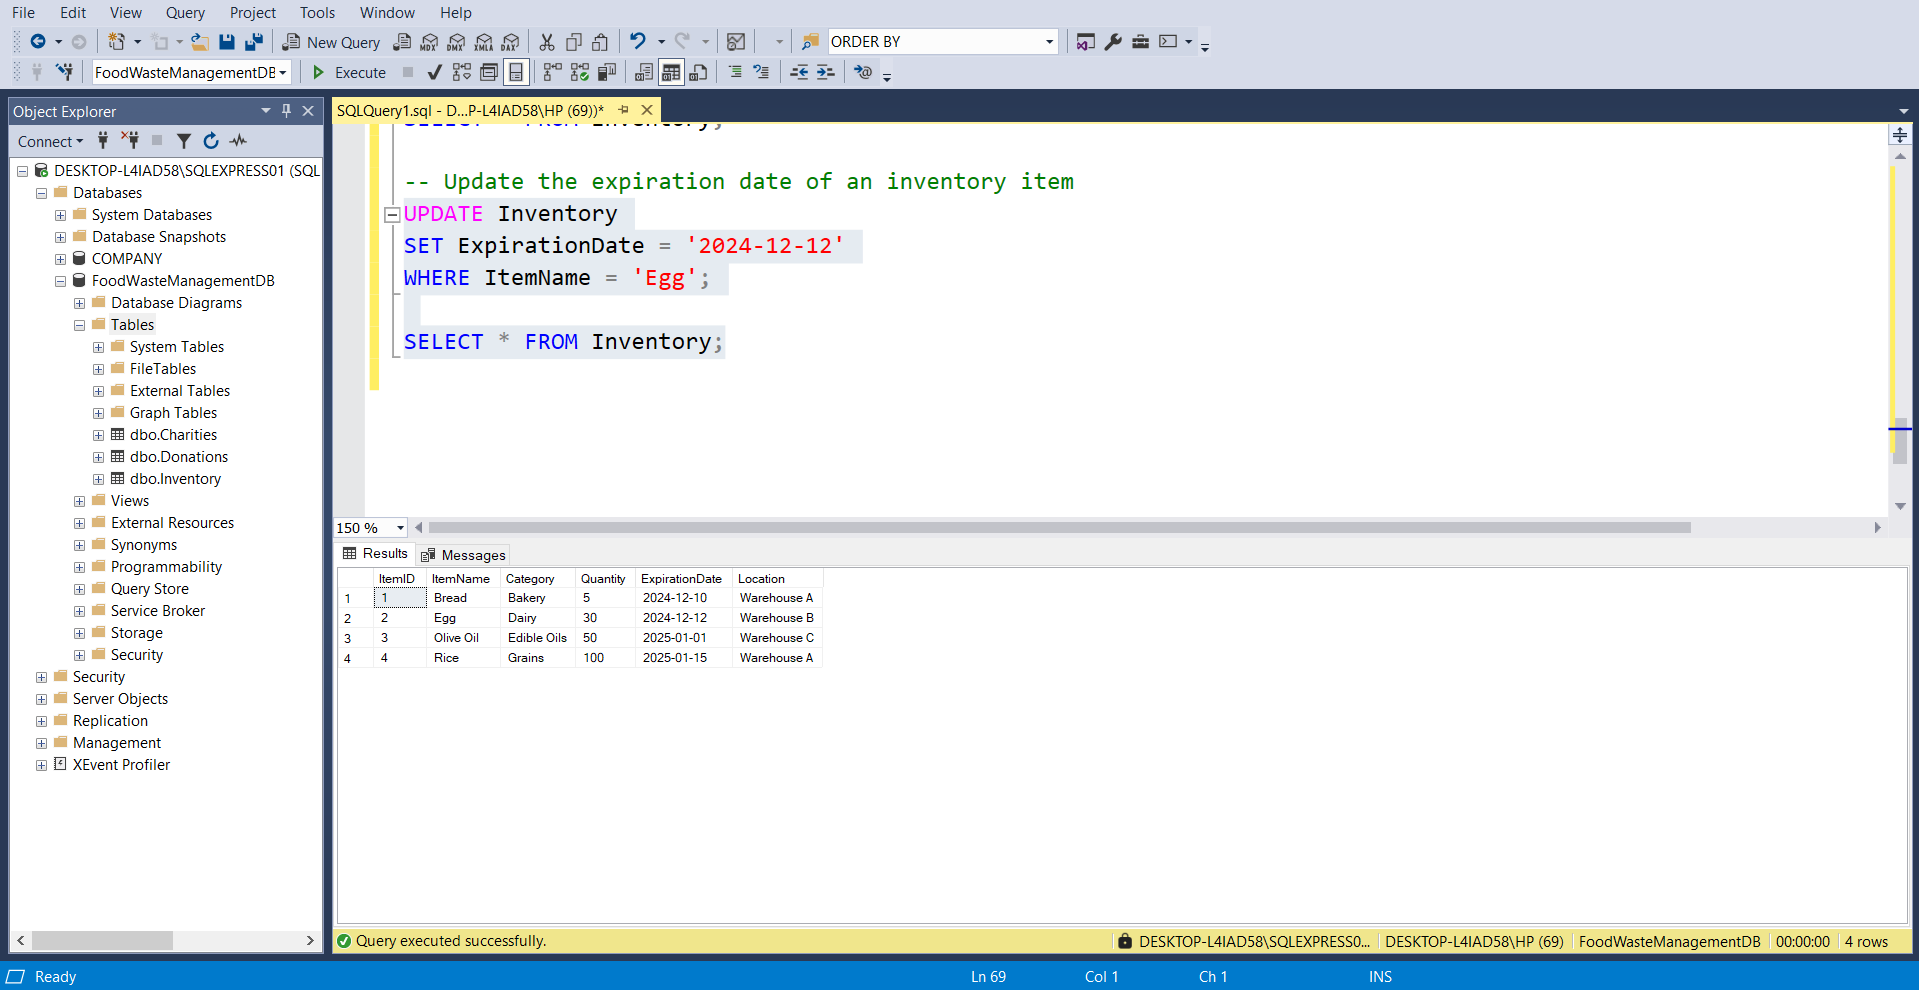 File Edit View Query Project Tools Window Help
New Query MDX DMX XMLA DAX ORDER BY
FoodWasteManagementDB Execute
Object Explorer
Connect
DESKTOP-L4IAD58\SQLEXPRESS01 (SQL
Databases
System Databases
Database Snapshots
COMPANY
FoodWasteManagementDB
Database Diagrams
Tables
System Tables
FileTables
External Tables
Graph Tables
dbo.Charities
dbo.Donations
dbo.Inventory
Views
External Resources
Synonyms
Programmability
Query Store
Service Broker
Storage
Security
Security
Server Objects
Replication
Management
XEvent Profiler
SQLQuery1.sql - D...P-L4IAD58\HP (69))*
SELECT * FROM Inventory;
-- Update the expiration date of an inventory item
UPDATE Inventory
SET ExpirationDate = '2024-12-12'
WHERE ItemName = 'Egg';
SELECT * FROM Inventory;
150 %
Results Messages
ItemID ItemName Category Quantity ExpirationDate Location
1 1 Bread Bakery 5 2024-12-10 Warehouse A
2 2 Egg Dairy 30 2024-12-12 Warehouse B
3 3 Olive Oil Edible Oils 50 2025-01-01 Warehouse C
4 4 Rice Grains 100 2025-01-15 Warehouse A
Query executed successfully. DESKTOP-L4IAD58\SQLEXPRESS0... DESKTOP-L4IAD58\HP (69) FoodWasteManagementDB 00:00:00 4 rows
Ready Ln 69 Col 1 Ch 1 INS